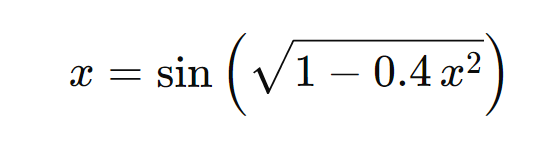 x = sin(√(1 − 0.4 x²))